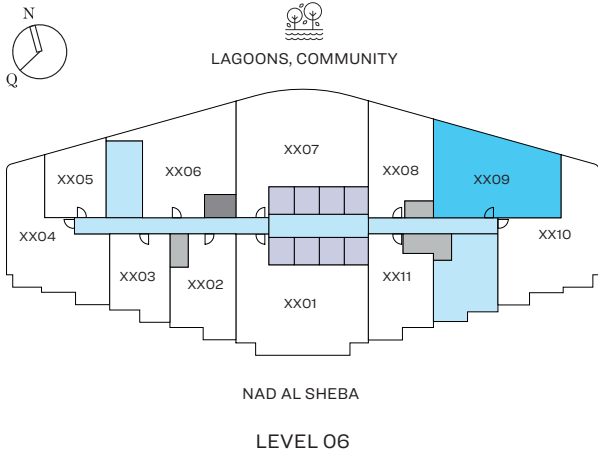 N
Q
LAGOONS, COMMUNITY
XX07
XX06
XX08
XX05
XX09
XX04
XX10
XX03
XX02
XX11
XX01
NAD AL SHEBA
LEVEL 06